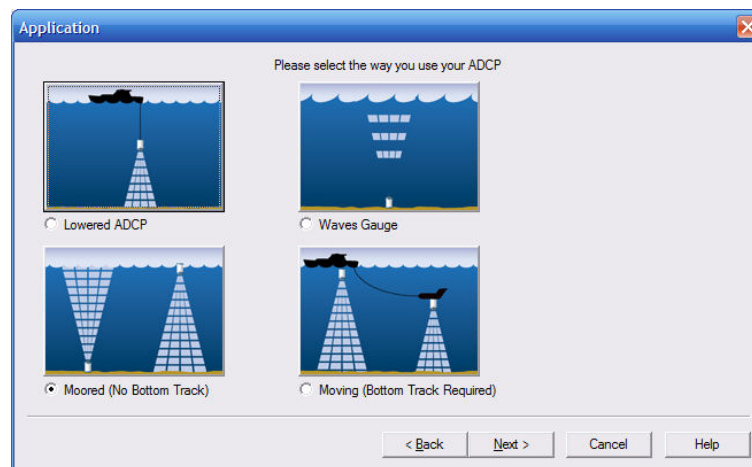 Application
Please select the way you use your ADCP
Lowered ADCP
Waves Gauge
Moored (No Bottom Track)
Moving (Bottom Track Required)
< Back
Next >
Cancel
Help